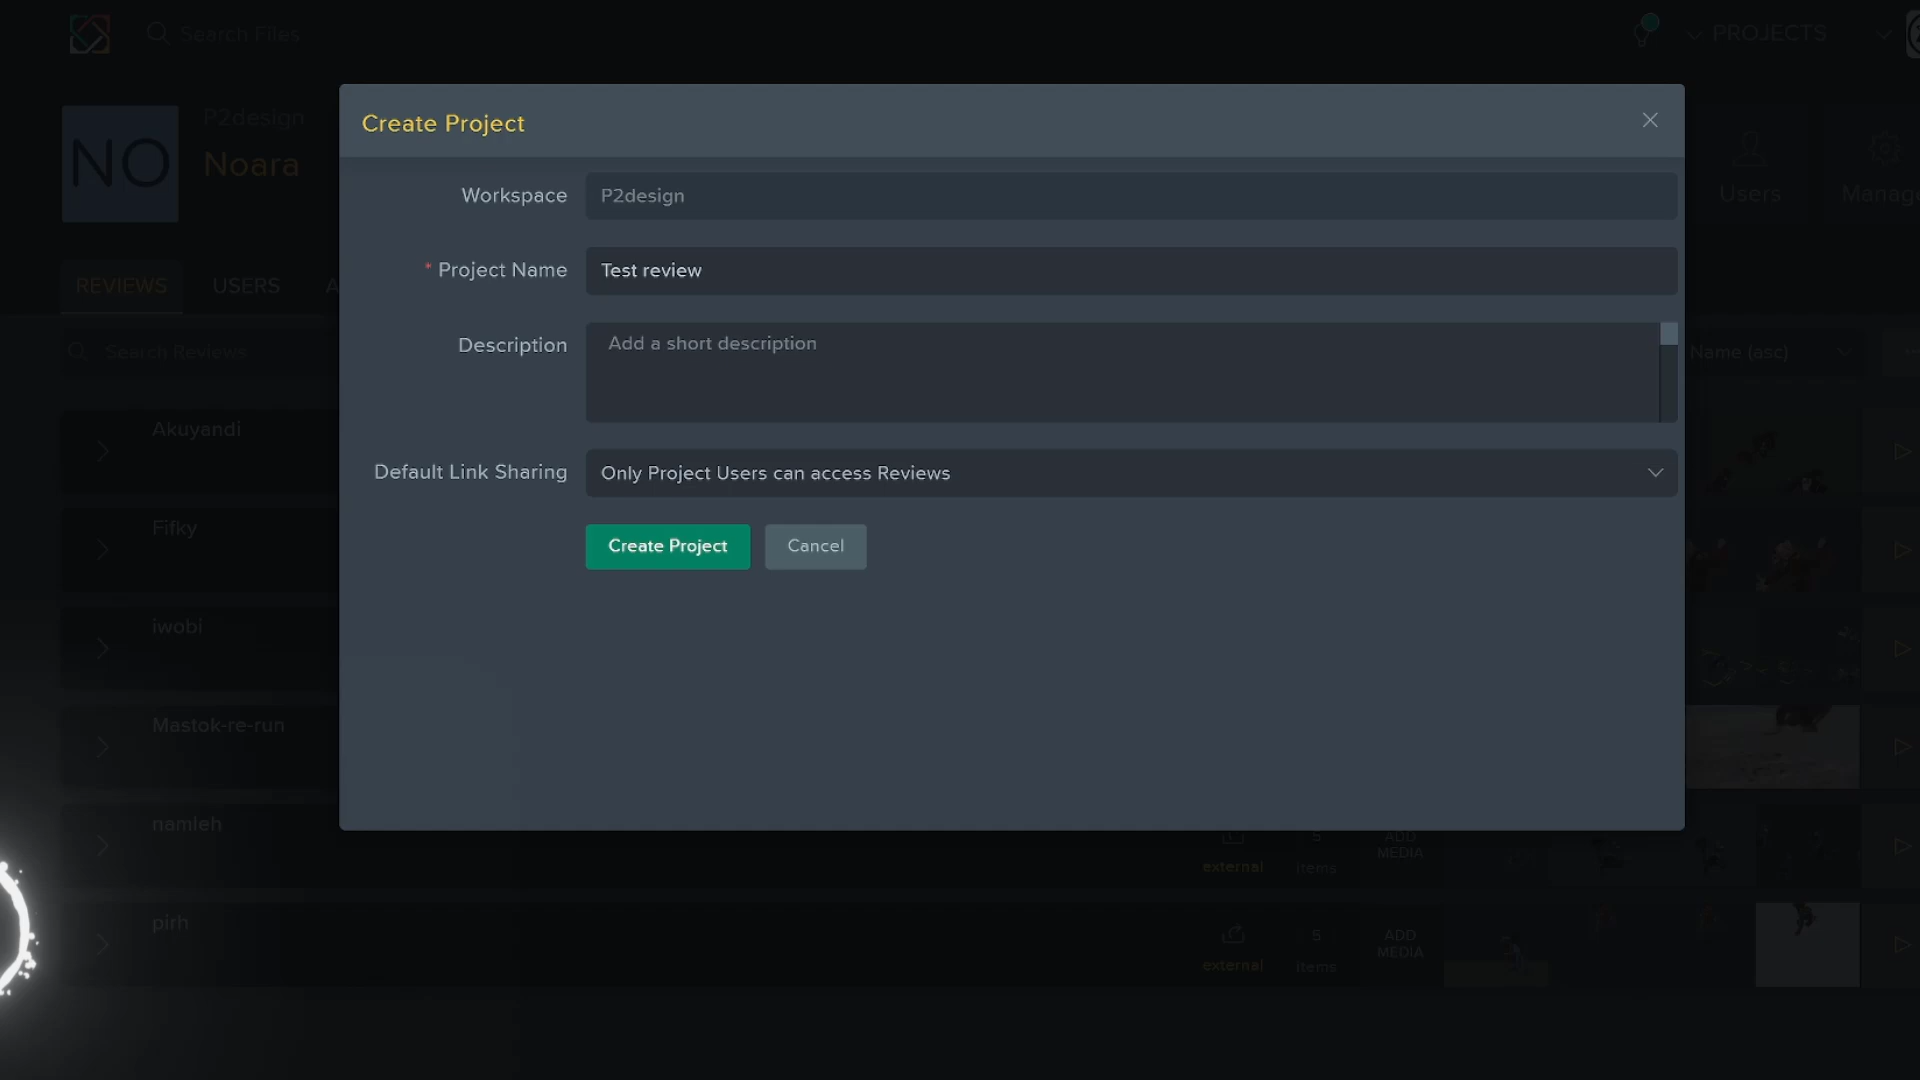 Search Files
PROJECTS
NO
P2design
Noara
Users
REVIEWS
USERS
Search Reviews
Name (asc)
Create Project
Workspace
P2design
* Project Name
Test review
Description
Add a short description
Default Link Sharing
Only Project Users can access Reviews
Create Project
Cancel
Akuyandi
Fifky
iwobi
Mastok-re-run
namleh
external
5
items
ADD
MEDIA
pirh
external
5
items
ADD
MEDIA